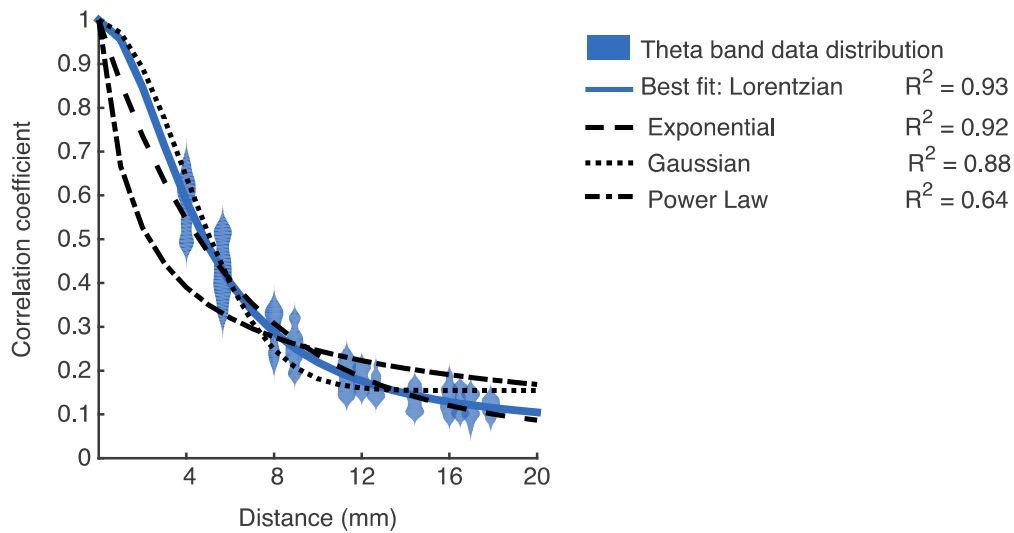 1
0.9
0.8
0.7
0.6
0.5
0.4
0.3
0.2
0.1
0
Correlation coefficient
4 8 12 16 20
Distance (mm)
Theta band data distribution
Best fit: Lorentzian R² = 0.93
Exponential R² = 0.92
Gaussian R² = 0.88
Power Law R² = 0.64